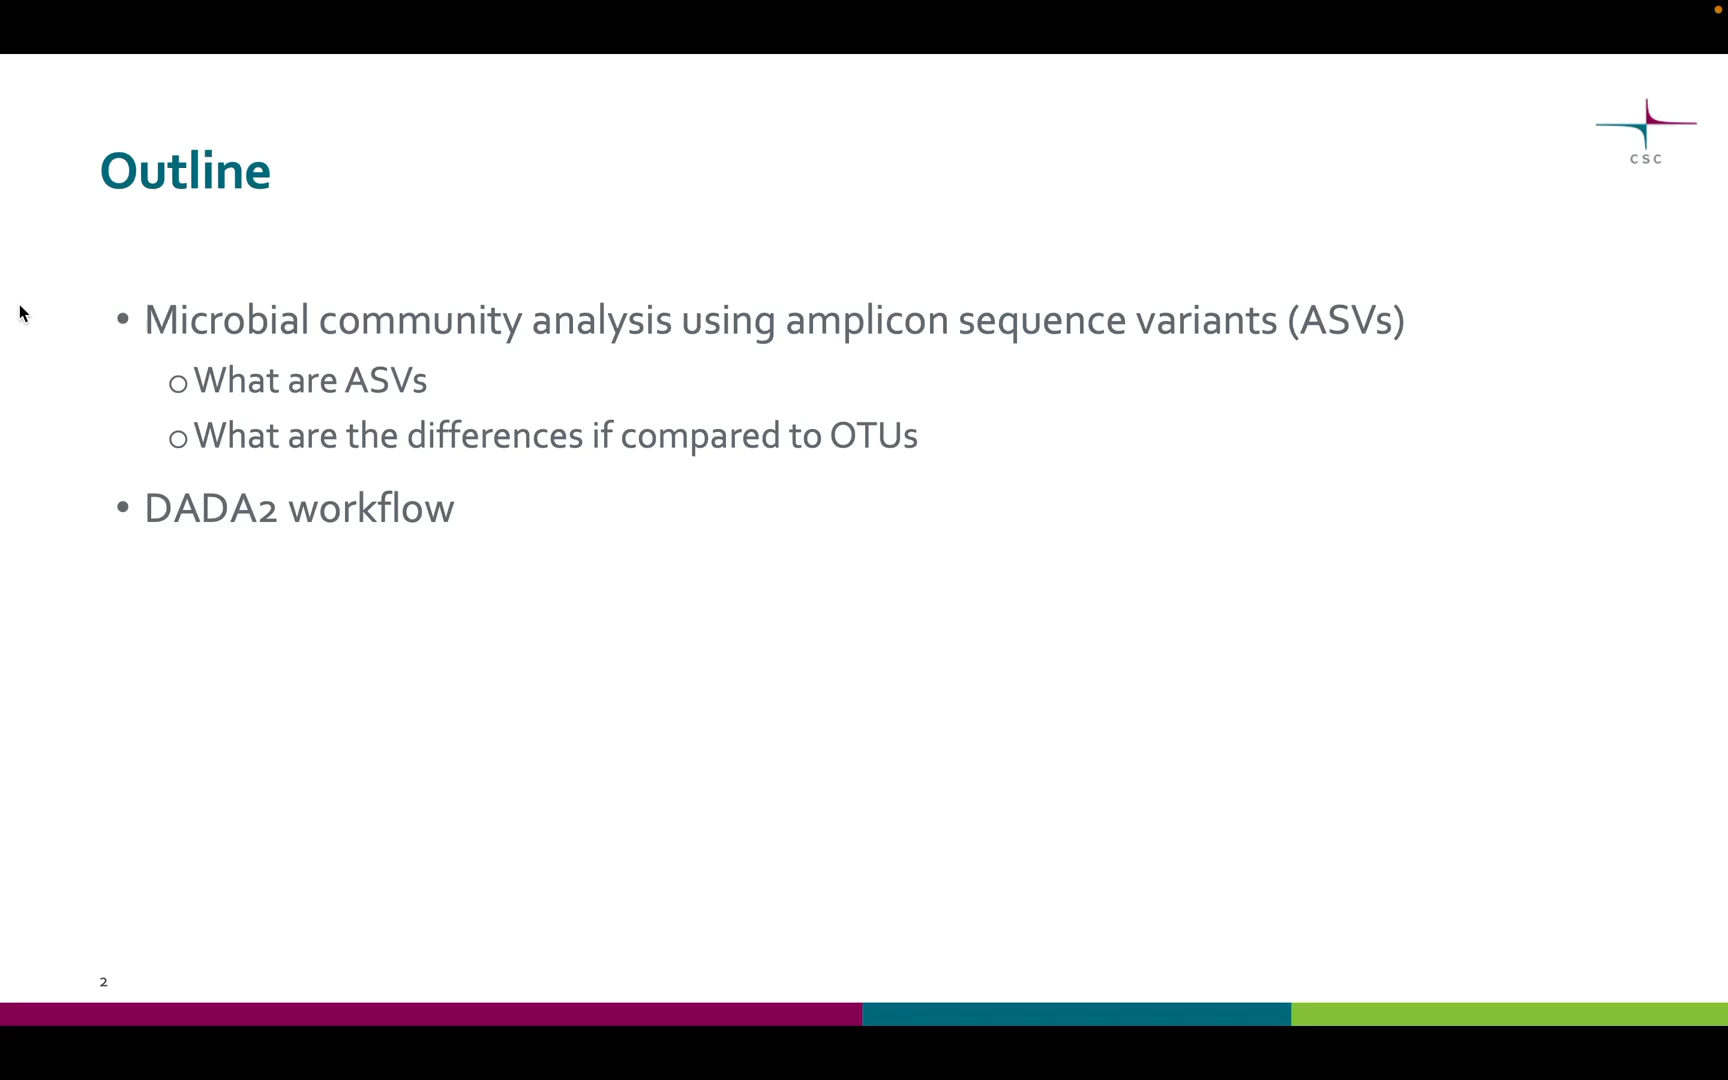 CSC
Outline
• Microbial community analysis using amplicon sequence variants (ASVs)
o What are ASVs
o What are the differences if compared to OTUs
• DADA2 workflow
2